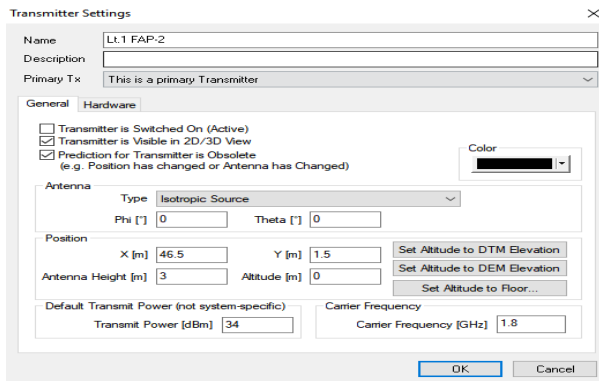 Transmitter Settings
Name Lt.1 FAP-2
Description
Primary Tx This is a primary Transmitter
General Hardware
Transmitter is Switched On (Active)
Transmitter is Visible in 2D/3D View
Prediction for Transmitter is Obsolete
(e.g. Position has changed or Antenna has Changed)
Color
Antenna
Type Isotropic Source
Phi [°] 0 Theta [°] 0
Position
X [m] 46.5 Y [m] 1.5 Set Altitude to DTM Elevation
Set Altitude to DEM Elevation
Antenna Height [m] 3 Altitude [m] 0
Set Altitude to Floor...
Default Transmit Power (not system-specific) Carrier Frequency
Transmit Power [dBm] 34 Carrier Frequency [GHz] 1.8
OK Cancel